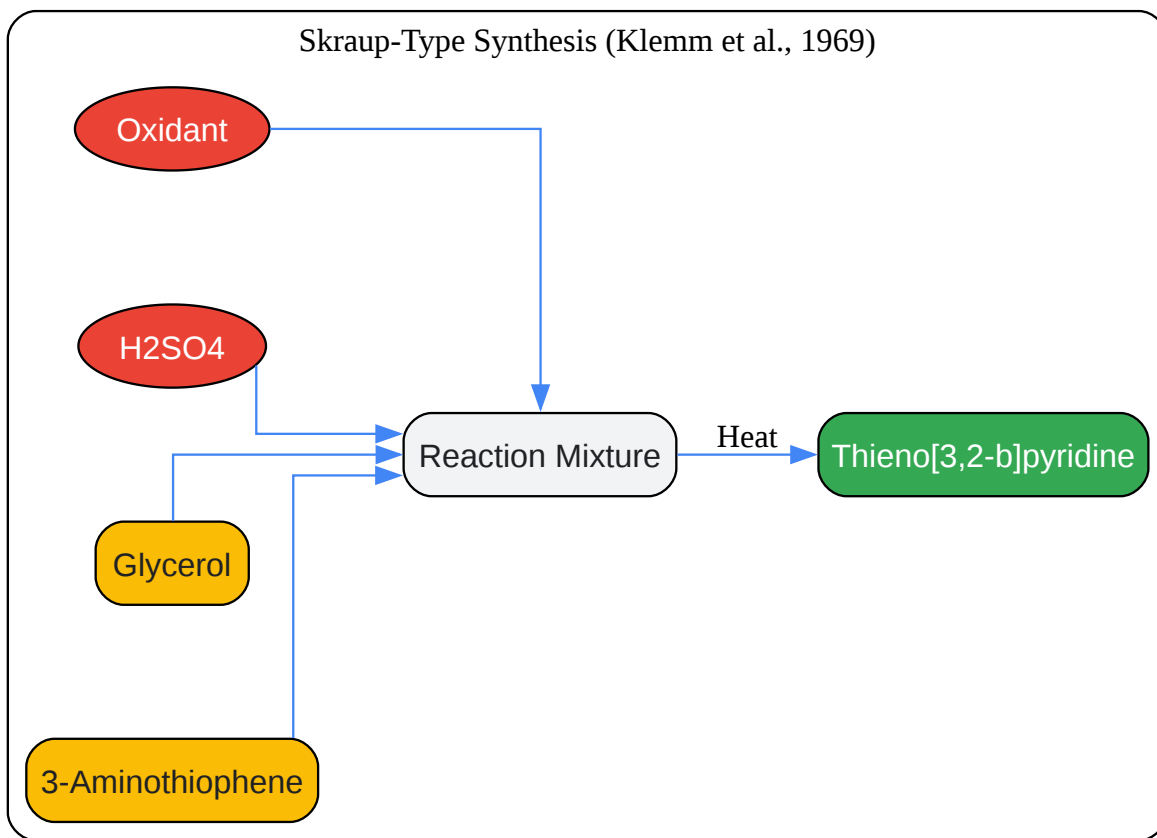 Skraup-Type Synthesis (Klemm et al., 1969)
Oxidant
H2SO4
Reaction Mixture
Heat
Thieno[3,2-b]pyridine
Glycerol
3-Aminothiophene